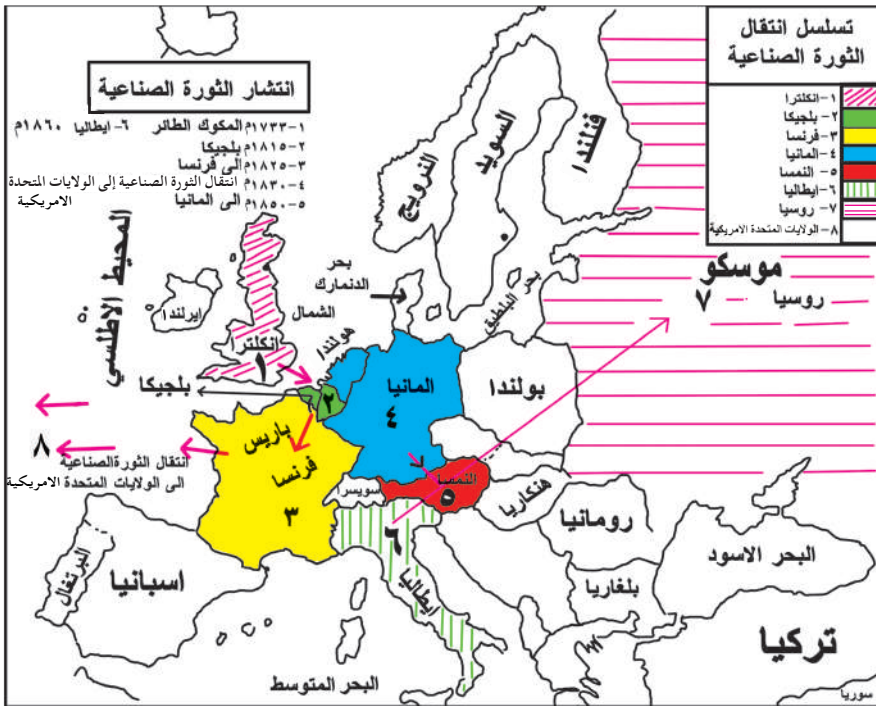 تسلسل انتقال
الثورة الصناعية
١- انكلترا
٢- بلجيكا
٣- فرنسا
٤- المانيا
٥- النمسا
٦- ايطاليا
٧- روسيا
٨- الولايات المتحدة الامريكية
انتشار الثورة الصناعية
١- ١٧٣٣م المكوك الطائر ٦- ايطاليا ١٨٦٠م
٢- ١٨١٥م بلجيكا
٣- ١٨٢٥م الى فرنسا
٤- ١٨٣٠م انتقال الثورة الصناعية إلى الولايات المتحدة
الامريكية
٥- ١٨٥٠م الى المانيا
النرويج
السويد
فنلندا
موسكو
روسيا
٧
المحيط الاطلسي
ايرلندا
انكلترا
١
بحر
الشمال
الدنمارك
بحر البلطيق
هولندا
بلجيكا
٢
المانيا
٤
بولندا
باريس
فرنسا
٣
٨
انتقال الثورة الصناعية
الى الولايات المتحدة الامريكية
سويسرا
النمسا
٥
هنكاريا
رومانيا
البحر الاسود
٦
ايطاليا
البرتغال
اسبانيا
بلغاريا
تركيا
البحر المتوسط
سوريا